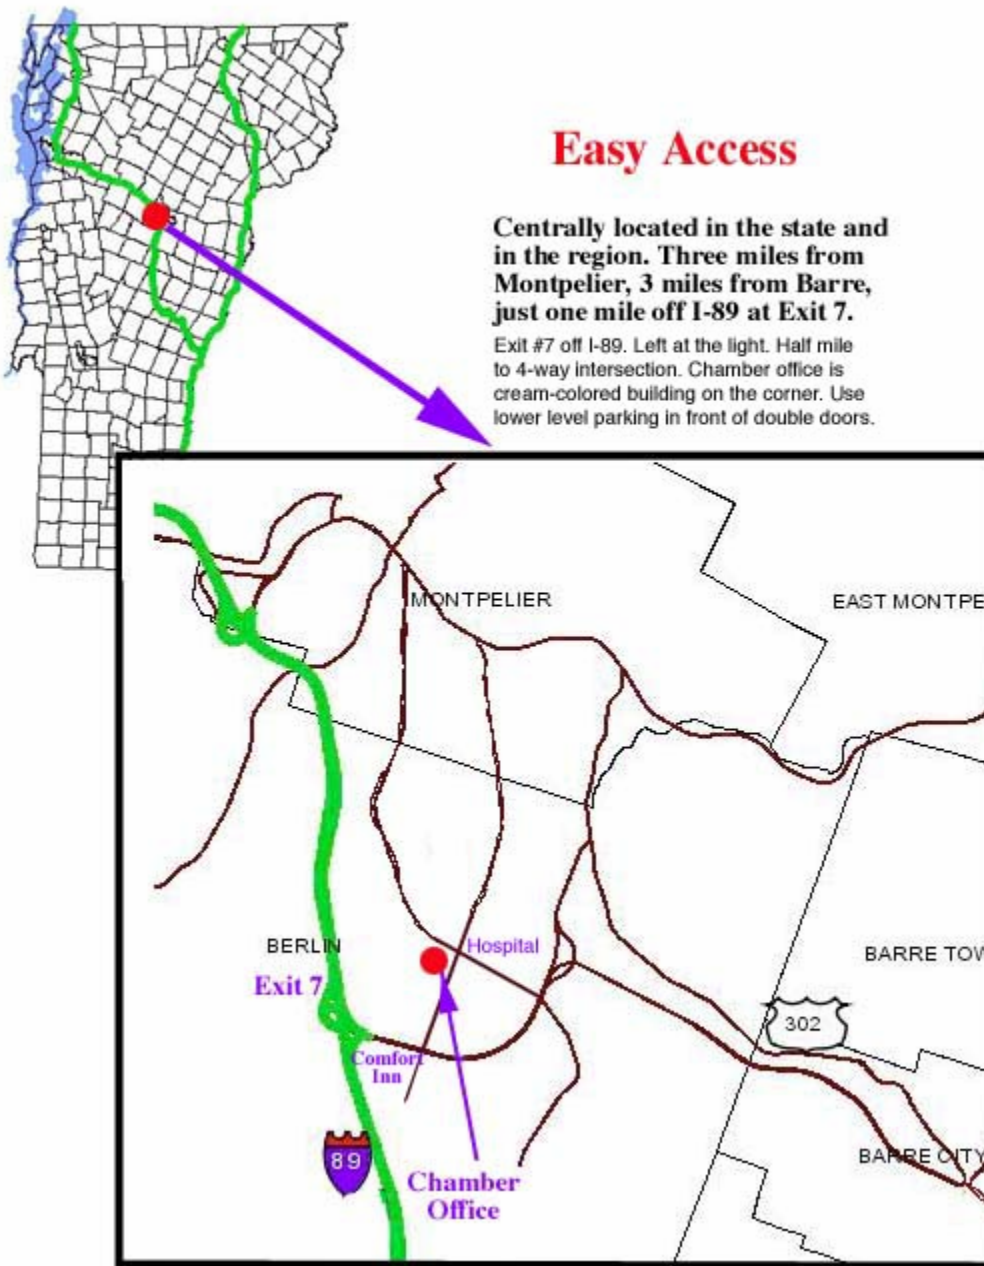 Easy Access
Centrally located in the state and
in the region. Three miles from
Montpelier, 3 miles from Barre,
just one mile off I-89 at Exit 7.
Exit #7 off I-89. Left at the light. Half mile
to 4-way intersection. Chamber office is
cream-colored building on the corner. Use
lower level parking in front of double doors.
MONTPELIER
EAST MONTPE
BERLIN
Hospital
BARRE TOW
Exit 7
302
Comfort
Inn
89
BARRE CITY
Chamber
Office